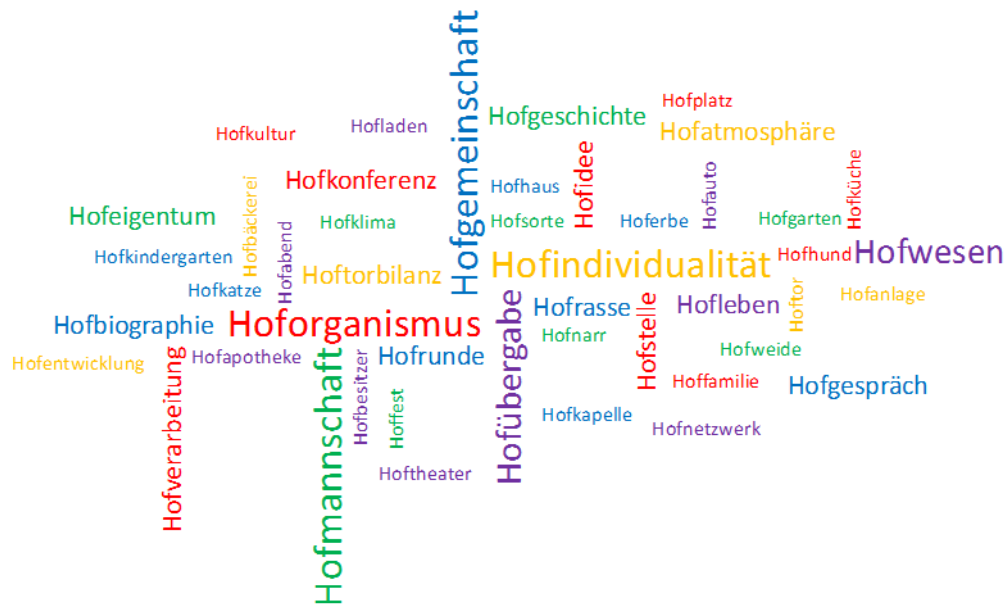 Hofgemeinschaft
Hofplatz
Hofgeschichte
Hofladen
Hofkultur
Hofatmosphäre
Hofkonferenz
Hofidee
Hofhaus
Hofauto
Hofküche
Hofbäckerei
Hofeigentum
Hofklima
Hofsorte
Hoferbe
Hofgarten
Hofabend
Hofkindergarten
Hoftorbilanz
Hofindividualität
Hofhund
Hofwesen
Hofkatze
Hofrasse
Hofleben
Hoftor
Hofanlage
Hofbiographie
Hoforganismus
Hofübergabe
Hofstelle
Hofnarr
Hofweide
Hofentwicklung
Hofverarbeitung
Hofapotheke
Hofmannschaft
Hofbesitzer
Hofrunde
Hoffest
Hoffamilie
Hofgespräch
Hofkapelle
Hofnetzwerk
Hoftheater